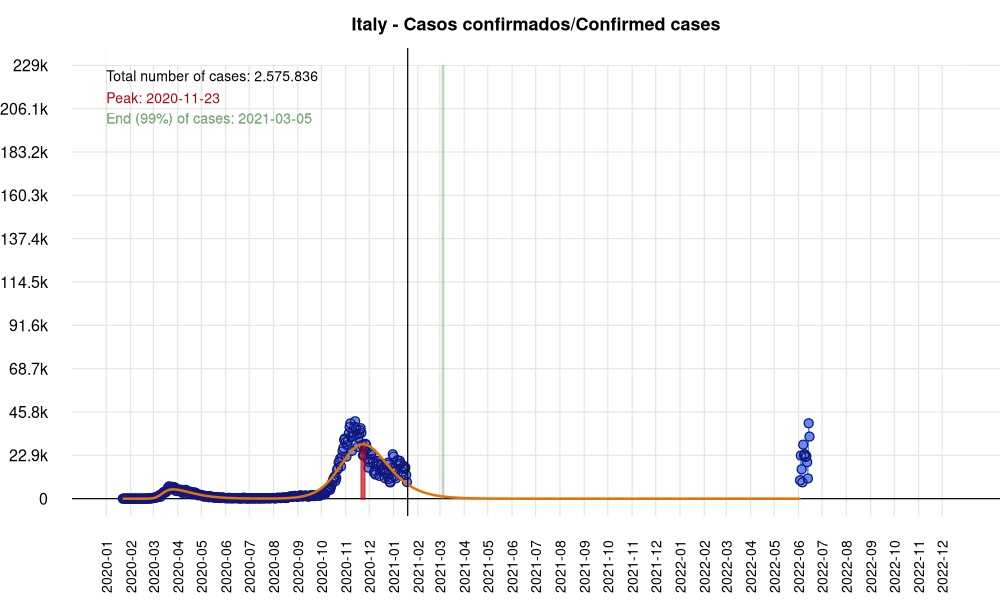 Italy - Casos confirmados/Confirmed cases
229k
Total number of cases: 2.575.836
Peak: 2020-11-23
206.1k
End (99%) of cases: 2021-03-05
183.2k
160.3k
137.4k
114.5k
91.6k
68.7k
45.8k
22.9k
0
2020-01
2020-02
2020-03
2020-04
2020-05
2020-06
2020-07
2020-08
2020-09
2020-10
2020-11
2020-12
2021-01
2021-02
2021-03
2021-04
2021-05
2021-06
2021-07
2021-08
2021-09
2021-10
2021-11
2021-12
2022-01
2022-02
2022-03
2022-04
2022-05
2022-06
2022-07
2022-08
2022-09
2022-10
2022-11
2022-12